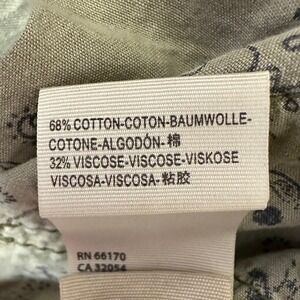 68% COTTON-COTON-BAUMWOLLE-
COTONE-ALGODÓN-棉
32% VISCOSE-VISCOSE-VISKOSE
VISCOSA-VISCOSA-粘胶
RN 66170
CA 32054